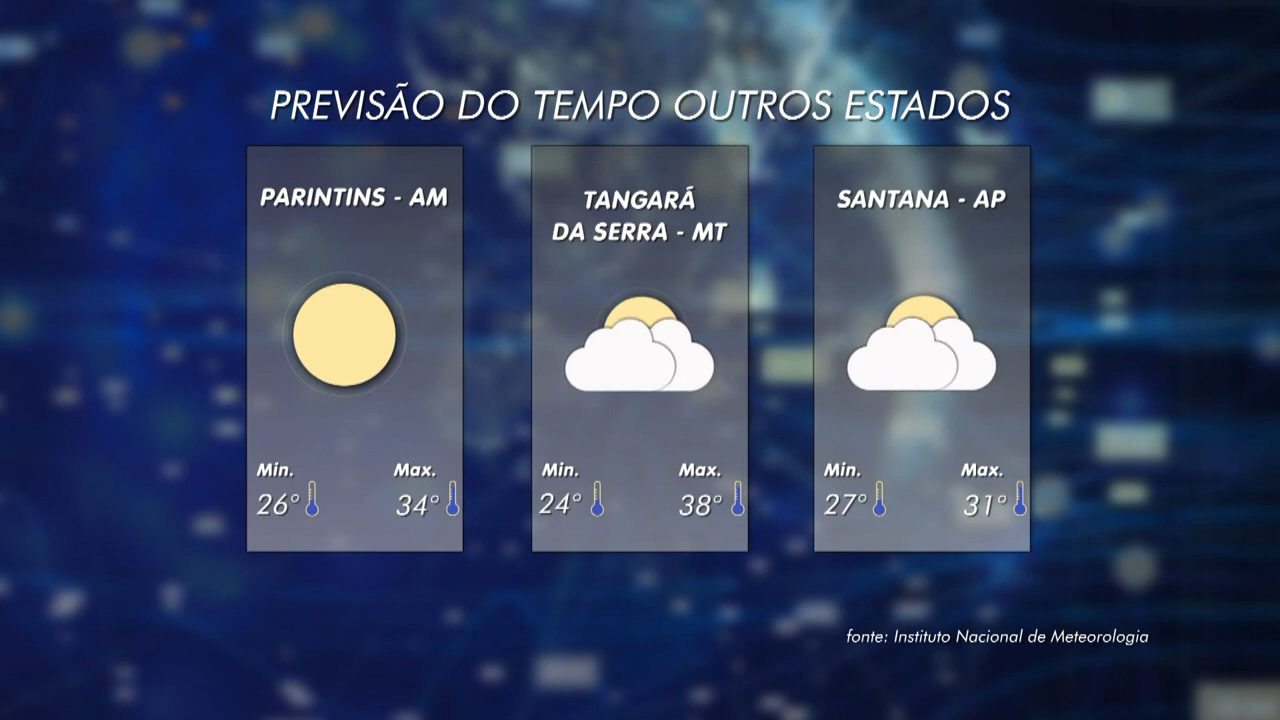 PREVISÃO DO TEMPO OUTROS ESTADOS
PARINTINS - AM
Min.
Max.
26°
34°
TANGARÁ
DA SERRA - MT
Min.
Max.
24°
38°
SANTANA - AP
Min.
Max.
27°
31°
fonte: Instituto Nacional de Meteorologia